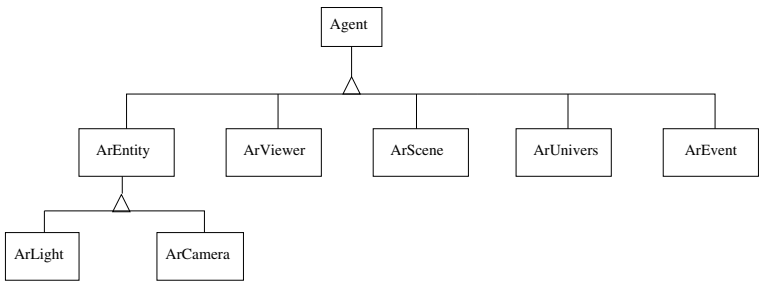 Agent
ArEntity
ArViewer
ArScene
ArUnivers
ArEvent
ArLight
ArCamera